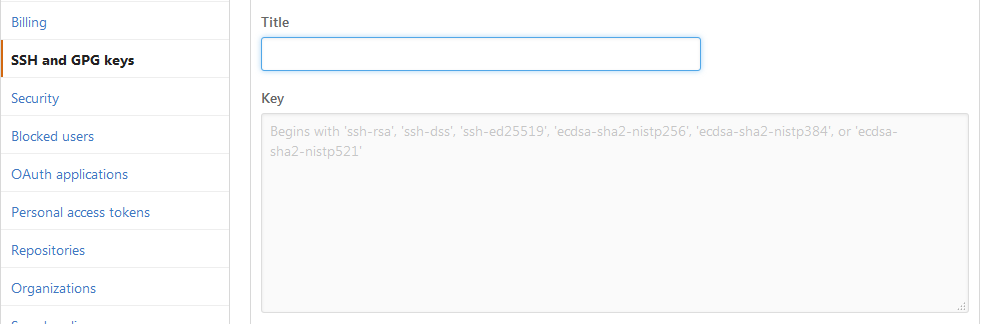 Billing
SSH and GPG keys
Security
Blocked users
OAuth applications
Personal access tokens
Repositories
Organizations
Title
Key
Begins with 'ssh-rsa', 'ssh-dss', 'ssh-ed25519', 'ecdsa-sha2-nistp256', 'ecdsa-sha2-nistp384', or 'ecdsa-
sha2-nistp521'